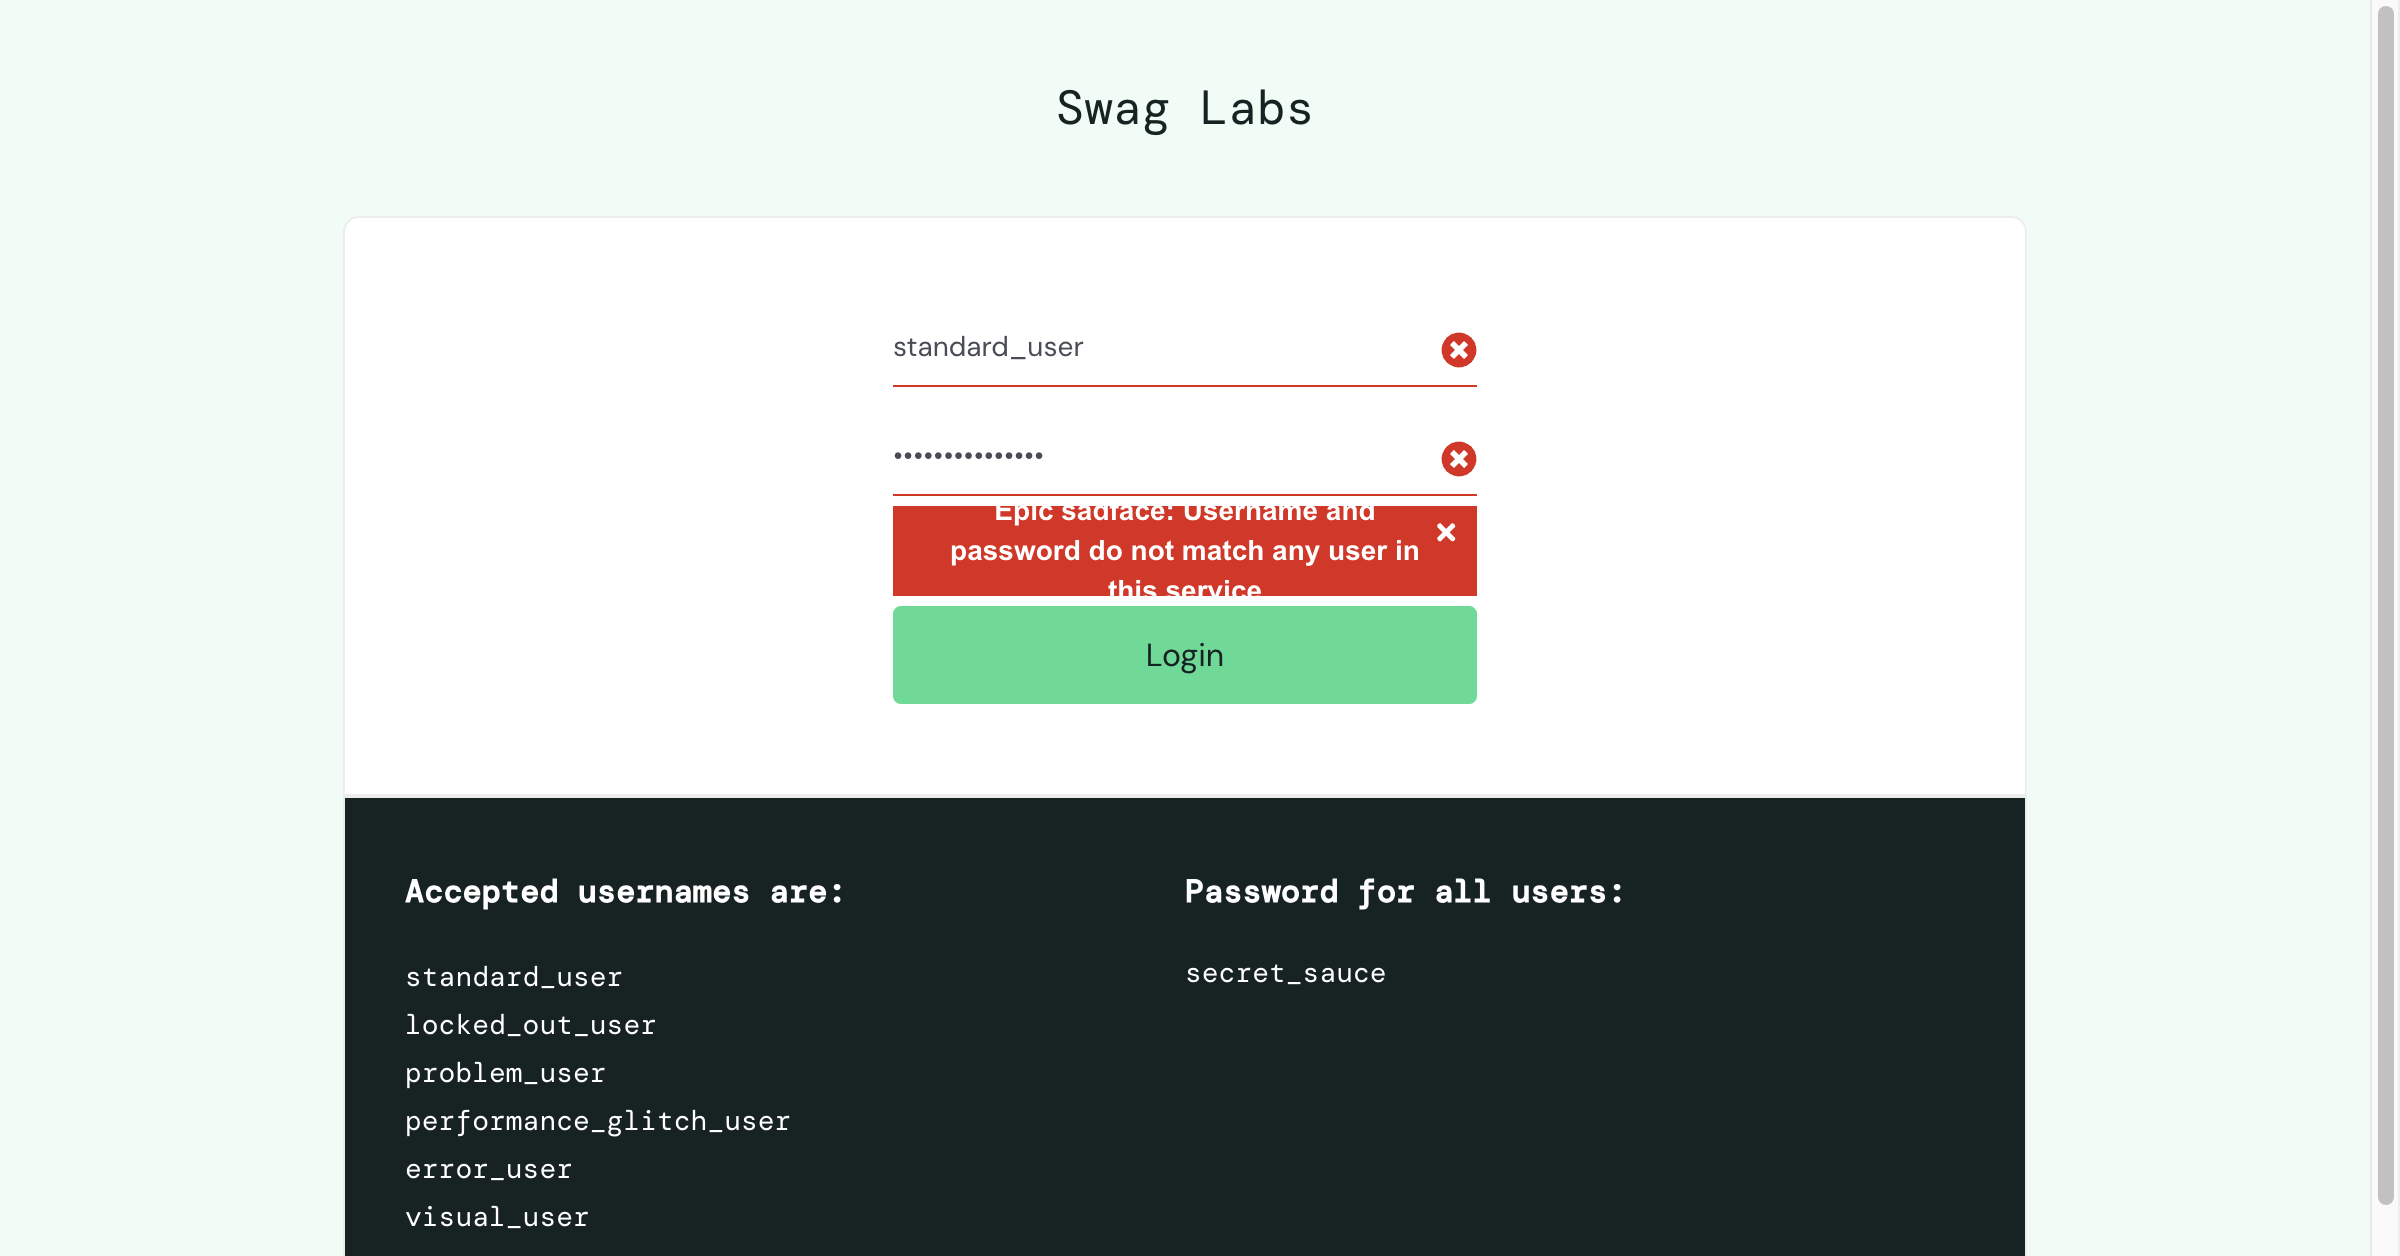 Swag Labs
standard_user
•••••••••••••••
Epic sadface: Username and
password do not match any user in
this service
Login
Accepted usernames are:
standard_user
locked_out_user
problem_user
performance_glitch_user
error_user
visual_user
Password for all users:
secret_sauce